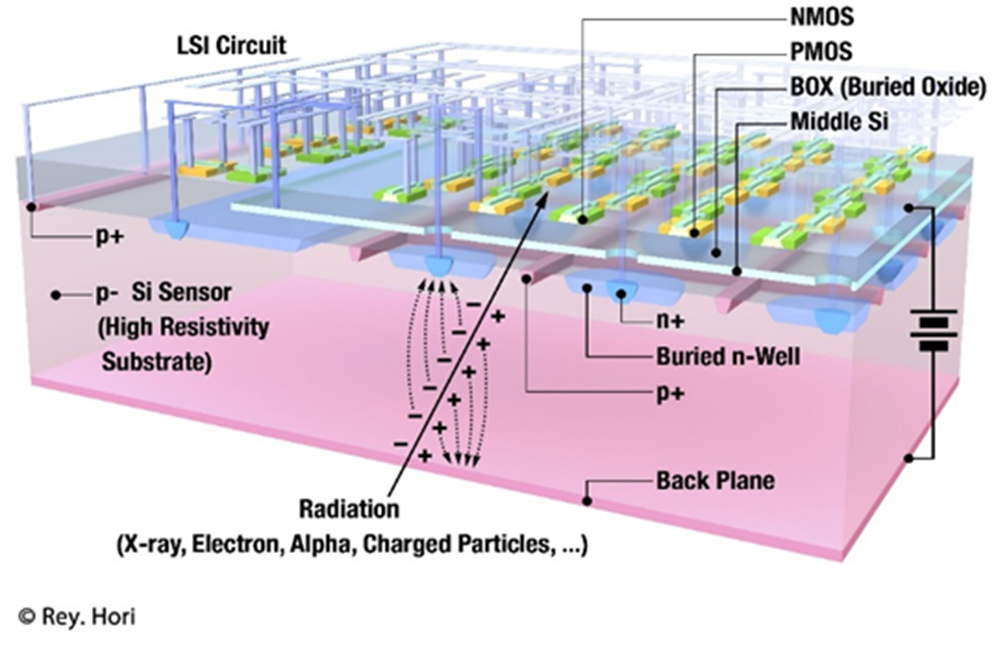 NMOS
LSI Circuit
PMOS
BOX (Buried Oxide)
Middle Si
p+
p- Si Sensor
(High Resistivity
Substrate)
n+
Buried n-Well
p+
Back Plane
Radiation
(X-ray, Electron, Alpha, Charged Particles, ...)
© Rey. Hori